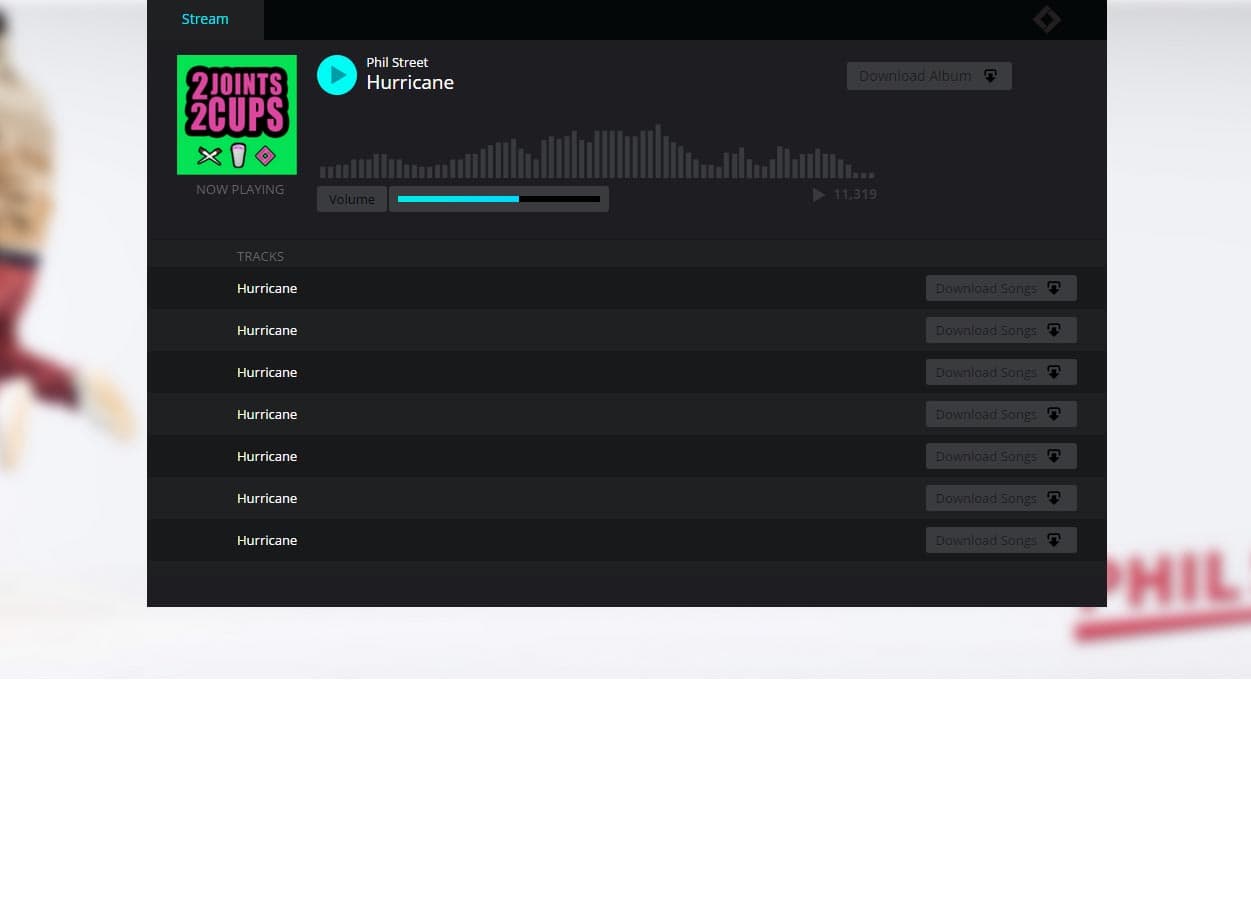 Stream
2 JOINTS
2 CUPS
NOW PLAYING
Phil Street
Hurricane
Download Album
Volume
11,319
TRACKS
Hurricane Download Songs
Hurricane Download Songs
Hurricane Download Songs
Hurricane Download Songs
Hurricane Download Songs
Hurricane Download Songs
Hurricane Download Songs
PHIL